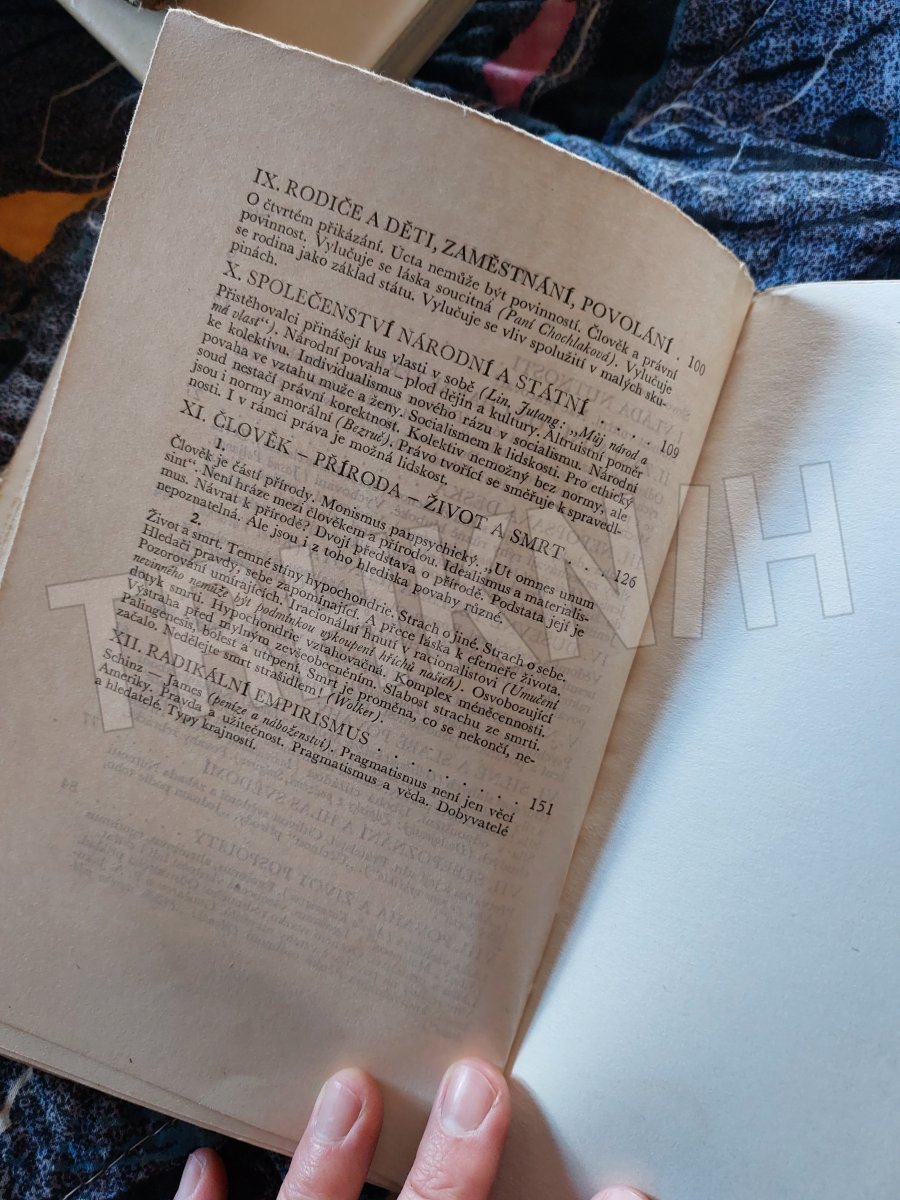 IX. RODIČE A DĚTI, ZAMĚSTNÁNÍ, POVOLÁNÍ . 100
O čtvrtém přikázání. Úcta nemůže být povinností. Člověk a právní
povinnost. Vylučuje se láska soucitná (Paní Chochlaková). Vylučuje
se rodina jako základ státu. Vylučuje se vliv spolužití v malých sku-
pinách.
X. SPOLEČENSTVÍ NÁRODNÍ A STÁTNÍ . . . 109
Přistěhovalci přinášejí kus vlasti v sobě (Lin, Jutang: „Můj národ a
má vlast“). Národní povaha – plod dějin a kultury. Altruistní poměr
ke kolektivu. Individualismus nového rázu v socialismu. Národní
povaha ve vztahu muže a ženy. Socialismem k lidskosti. Pro ethický
soud nestačí právní korektnost. Kolektiv nemožný bez normy, ale
jsou i normy amorální (Bezruč). Právo tvořící se směřuje k spravedl-
nosti. I v rámci práva je možná lidskost.
XI. ČLOVĚK – PŘÍRODA – ŽIVOT A SMRT . . . 126
1.
Člověk je částí přírody. Monismus panpsychický. „Ut omnes unum
sint“. Není hráze mezi člověkem a přírodou. Idealismus a materialis-
mus. Návrat k přírodě? Dvojí představa o přírodě. Podstata její je
nepoznatelná. Ale jsou i z toho hlediska povahy různé.
2.
Život a smrt. Temné stíny hypochondrie. Strach o jiné. Strach o sebe.
Hledači pravdy, sebe zapomínající. A přece láska k efemeře života.
Pozorování umírajících. Iracionální hnutí v racionalistovi (Umučení
nevinného nemůže být podmínkou vykoupení hříchů našich). Osvobozující
dotyk smrti. Hypochondrie vztahovačná. Komplex méněcennosti.
Výstraha před mylným zevšeobecněním. Slabost strachu ze smrti.
Palingenesis, bolest a utrpení. Smrt je proměna, co se nekončí, ne-
začalo. Nedělejte smrt strašidlem! (Wolker).
XII. RADIKÁLNÍ EMPIRISMUS . . . . . . . . 151
Schinz – James (peníze a náboženství). Pragmatismus není jen věcí
Ameriky. Pravda a užitečnost. Pragmatismus a věda. Dobyvatelé
a hledatelé. Typy krajností.